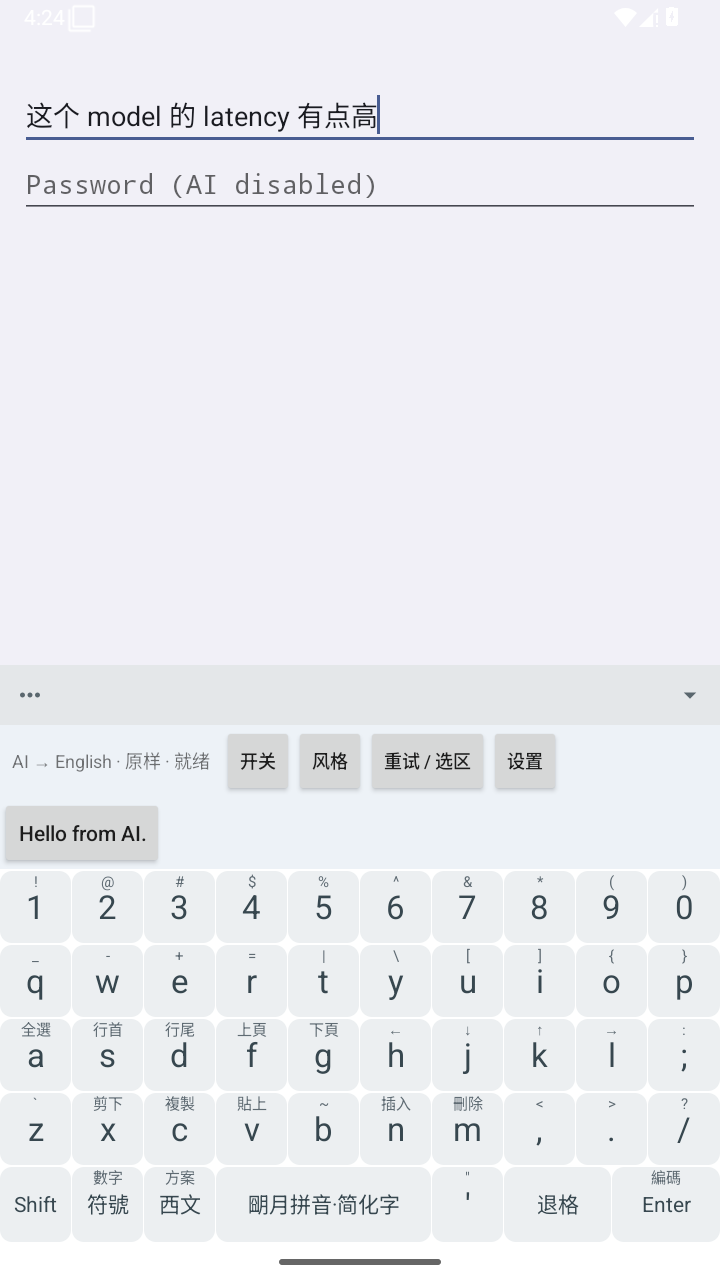 4:24
这个 model 的 latency 有点高
Password (AI disabled)
AI → English · 原样 · 就绪 开关 风格 重试 / 选区 设置
Hello from AI.
! @ # $ % ^ & * ( )
1 2 3 4 5 6 7 8 9 0
_ - + = | \ [ ] { }
q w e r t y u i o p
全選 行首 行尾 上頁 下頁 ← ↓ ↑ → :
a s d f g h j k l ;
` 剪下 複製 貼上 ~ 插入 刪除 < > ?
z x c v b n m , . /
數字 方案 " 編碼
Shift 符號 西文 朙月拼音·简化字 ' 退格 Enter